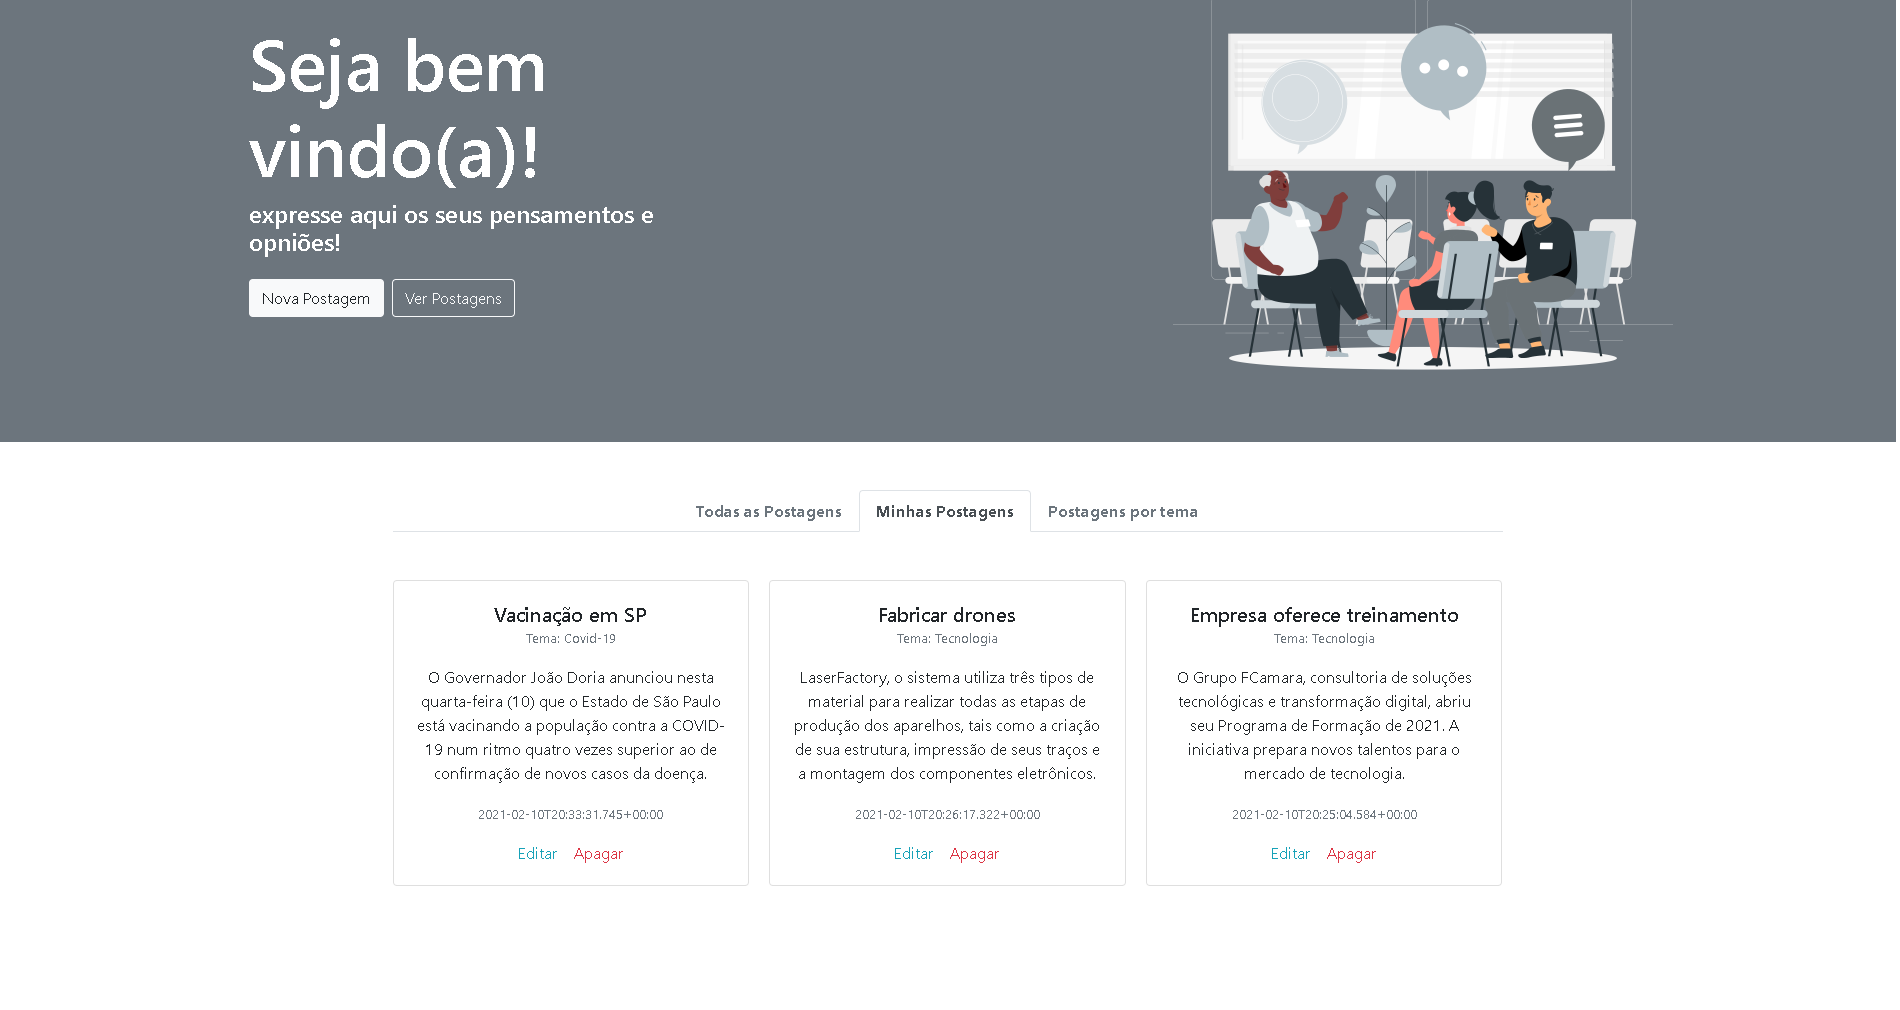 Seja bem
vindo(a)!
expresse aqui os seus pensamentos e
opniões!
Nova Postagem
Ver Postagens
Todas as Postagens
Minhas Postagens
Postagens por tema
Vacinação em SP
Tema: Covid-19
O Governador João Doria anunciou nesta
quarta-feira (10) que o Estado de São Paulo
está vacinando a população contra a COVID-
19 num ritmo quatro vezes superior ao de
confirmação de novos casos da doença.
2021-02-10T20:33:31.745+00:00
Editar
Apagar
Fabricar drones
Tema: Tecnologia
LaserFactory, o sistema utiliza três tipos de
material para realizar todas as etapas de
produção dos aparelhos, tais como a criação
de sua estrutura, impressão de seus traços e
a montagem dos componentes eletrônicos.
2021-02-10T20:26:17.322+00:00
Editar
Apagar
Empresa oferece treinamento
Tema: Tecnologia
O Grupo FCamara, consultoria de soluções
tecnológicas e transformação digital, abriu
seu Programa de Formação de 2021. A
iniciativa prepara novos talentos para o
mercado de tecnologia.
2021-02-10T20:25:04.584+00:00
Editar
Apagar